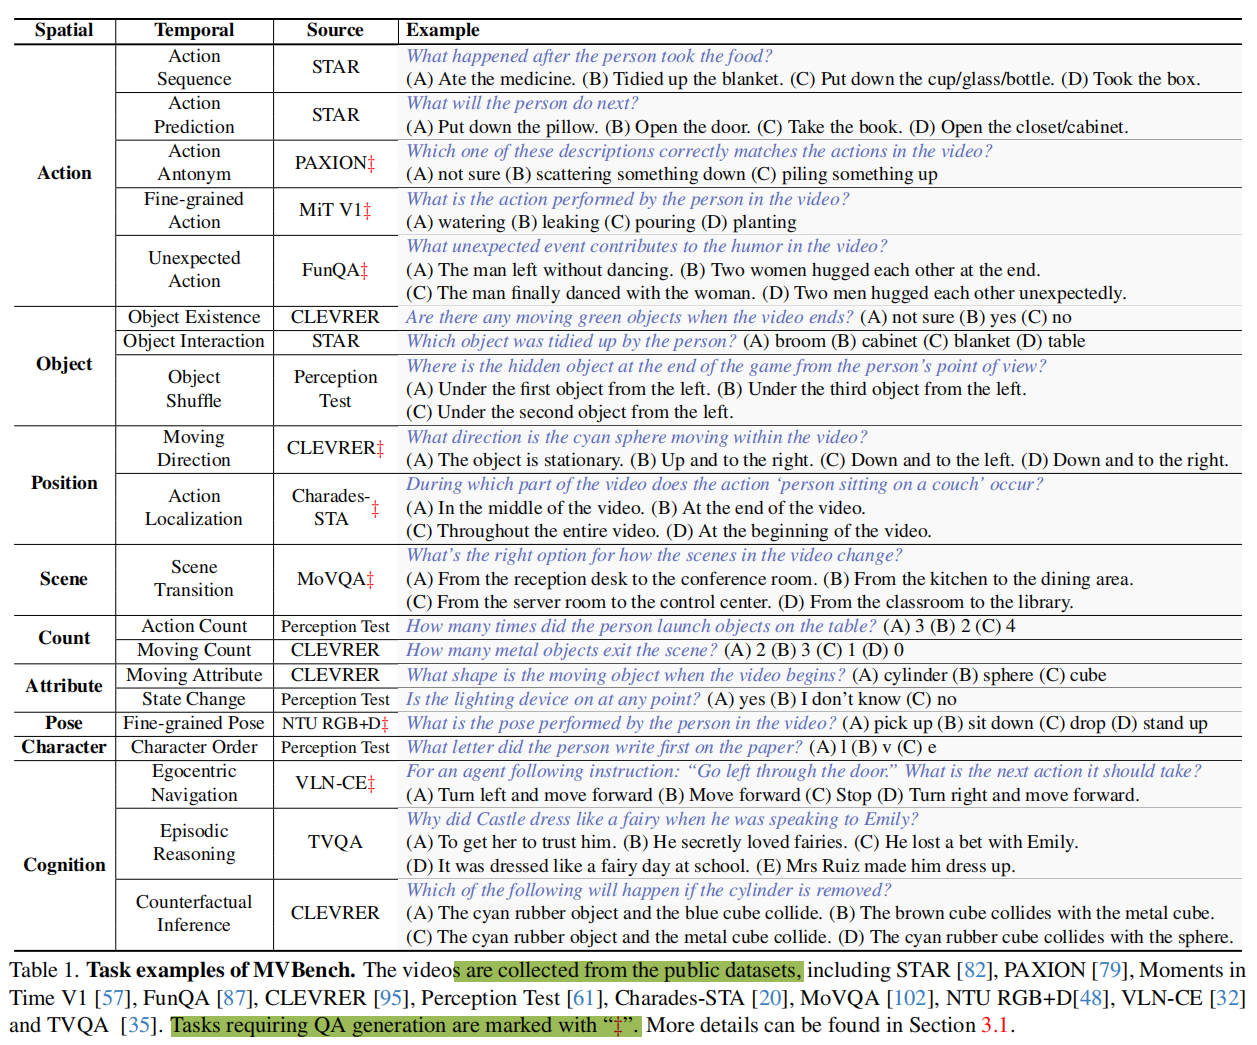 Spatial Temporal Source Example
Action
Action Sequence STAR What happened after the person took the food?
(A) Ate the medicine. (B) Tidied up the blanket. (C) Put down the cup/glass/bottle. (D) Took the box.
Action Prediction STAR What will the person do next?
(A) Put down the pillow. (B) Open the door. (C) Take the book. (D) Open the closet/cabinet.
Action Antonym PAXION‡ Which one of these descriptions correctly matches the actions in the video?
(A) not sure (B) scattering something down (C) piling something up
Fine-grained Action MiT V1‡ What is the action performed by the person in the video?
(A) watering (B) leaking (C) pouring (D) planting
Unexpected Action FunQA‡ What unexpected event contributes to the humor in the video?
(A) The man left without dancing. (B) Two women hugged each other at the end.
(C) The man finally danced with the woman. (D) Two men hugged each other unexpectedly.
Object
Object Existence CLEVRER Are there any moving green objects when the video ends? (A) not sure (B) yes (C) no
Object Interaction STAR Which object was tidied up by the person? (A) broom (B) cabinet (C) blanket (D) table
Object Shuffle Perception Test Where is the hidden object at the end of the game from the person's point of view?
(A) Under the first object from the left. (B) Under the third object from the left.
(C) Under the second object from the left.
Position
Moving Direction CLEVRER‡ What direction is the cyan sphere moving within the video?
(A) The object is stationary. (B) Up and to the right. (C) Down and to the left. (D) Down and to the right.
Action Localization Charades-STA‡ During which part of the video does the action ‘person sitting on a couch’ occur?
(A) In the middle of the video. (B) At the end of the video.
(C) Throughout the entire video. (D) At the beginning of the video.
Scene
Scene Transition MoVQA‡ What's the right option for how the scenes in the video change?
(A) From the reception desk to the conference room. (B) From the kitchen to the dining area.
(C) From the server room to the control center. (D) From the classroom to the library.
Count
Action Count Perception Test How many times did the person launch objects on the table? (A) 3 (B) 2 (C) 4
Moving Count CLEVRER How many metal objects exit the scene? (A) 2 (B) 3 (C) 1 (D) 0
Attribute
Moving Attribute CLEVRER What shape is the moving object when the video begins? (A) cylinder (B) sphere (C) cube
State Change Perception Test Is the lighting device on at any point? (A) yes (B) I don't know (C) no
Pose Fine-grained Pose NTU RGB+D‡ What is the pose performed by the person in the video? (A) pick up (B) sit down (C) drop (D) stand up
Character Character Order Perception Test What letter did the person write first on the paper? (A) l (B) v (C) e
Cognition
Egocentric Navigation VLN-CE‡ For an agent following instruction: “Go left through the door.” What is the next action it should take?
(A) Turn left and move forward (B) Move forward (C) Stop (D) Turn right and move forward.
Episodic Reasoning TVQA Why did Castle dress like a fairy when he was speaking to Emily?
(A) To get her to trust him. (B) He secretly loved fairies. (C) He lost a bet with Emily.
(D) It was dressed like a fairy day at school. (E) Mrs Ruiz made him dress up.
Counterfactual Inference CLEVRER Which of the following will happen if the cylinder is removed?
(A) The cyan rubber object and the blue cube collide. (B) The brown cube collides with the metal cube.
(C) The cyan rubber object and the metal cube collide. (D) The cyan rubber cube collides with the sphere.
Table 1. Task examples of MVBench. The videos are collected from the public datasets, including STAR [82], PAXION [79], Moments in
Time V1 [57], FunQA [87], CLEVRER [95], Perception Test [61], Charades-STA [20], MoVQA [102], NTU RGB+D[48], VLN-CE [32]
and TVQA [35]. Tasks requiring QA generation are marked with “‡”. More details can be found in Section 3.1.